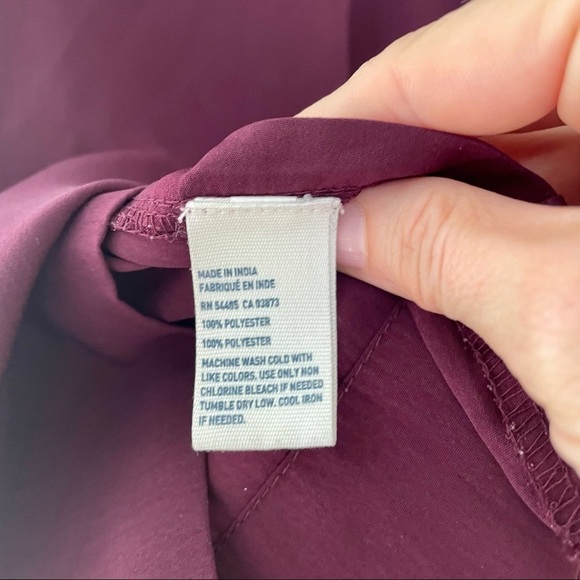 MADE IN INDIA
FABRIQUÉ EN INDE
RN 54485 CA 03873
100% POLYESTER
100% POLYESTER
MACHINE WASH COLD WITH
LIKE COLORS. USE ONLY NON
CHLORINE BLEACH IF NEEDED
TUMBLE DRY LOW. COOL IRON
IF NEEDED.